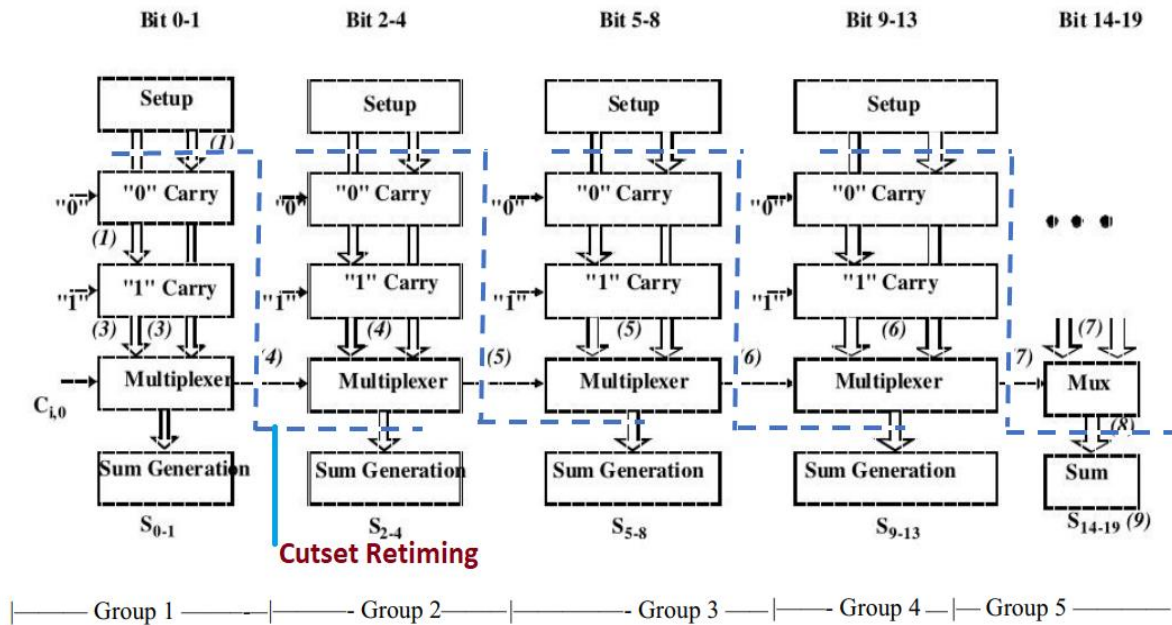 Bit 0-1 Bit 2-4 Bit 5-8 Bit 9-13 Bit 14-19
Setup Setup Setup Setup
(1)
"0" "0" Carry "0" "0" Carry "0" "0" Carry "0" "0" Carry
(1)
"1" "1" Carry "1" "1" Carry "1" "1" Carry "1" "1" Carry
(3) (3) (4) (5) (6) (7)
(4) (5) (6) 7)
Multiplexer Multiplexer Multiplexer Multiplexer Mux
Ci,0
(8)
Sum Generation Sum Generation Sum Generation Sum Generation Sum
S0-1 S2-4 S5-8 S9-13 S14-19 (9)
Cutset Retiming
Group 1 Group 2 Group 3 Group 4 Group 5